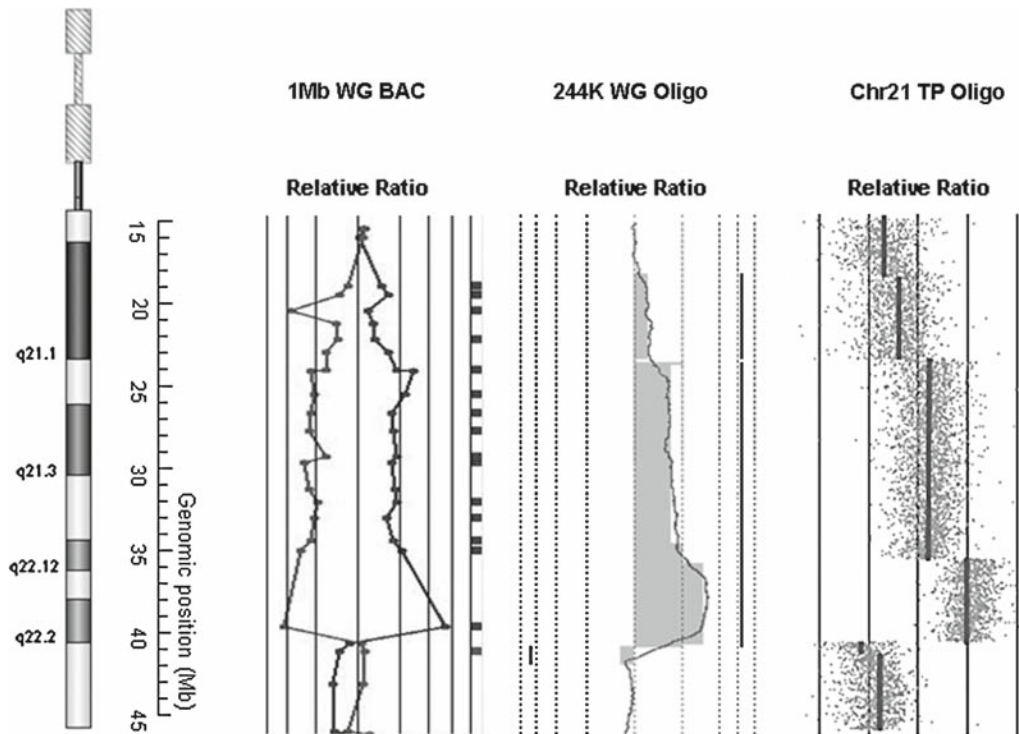 1Mb WG BAC
244K WG Oligo
Chr21 TP Oligo
Relative Ratio
Relative Ratio
Relative Ratio
q21.1
q21.3
q22.12
q22.2
15
20
25
30
35
40
45
Genomic position (Mb)